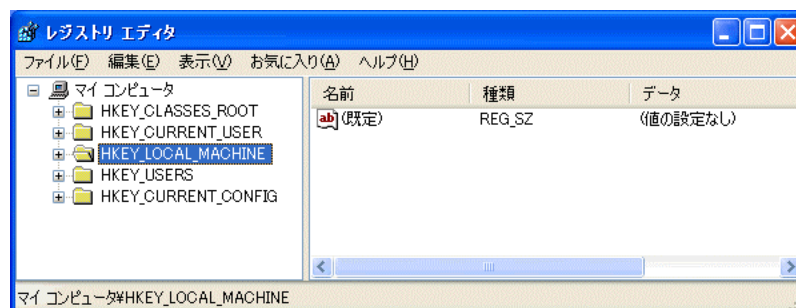 レジストリ エディタ
ファイル(F) 編集(E) 表示(V) お気に入り(A) ヘルプ(H)
マイ コンピュータ
HKEY_CLASSES_ROOT
HKEY_CURRENT_USER
HKEY_LOCAL_MACHINE
HKEY_USERS
HKEY_CURRENT_CONFIG
名前 種類 データ
ab (既定) REG_SZ (値の設定なし)
マイ コンピュータ¥HKEY_LOCAL_MACHINE